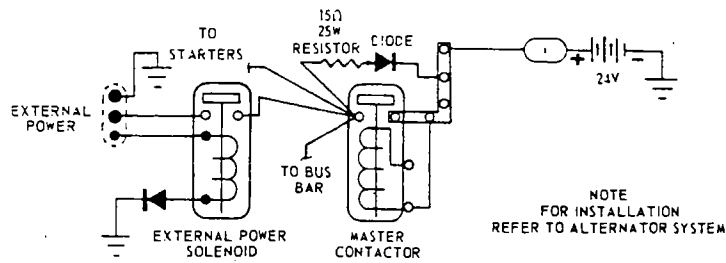 TO
STARTERS
15Ω
25W
RESISTOR
DIODE
EXTERNAL
POWER
+
-
24V
TO BUS
BAR
EXTERNAL POWER
SOLENOID
MASTER
CONTACTOR
NOTE
FOR INSTALLATION
REFER TO ALTERNATOR SYSTEM